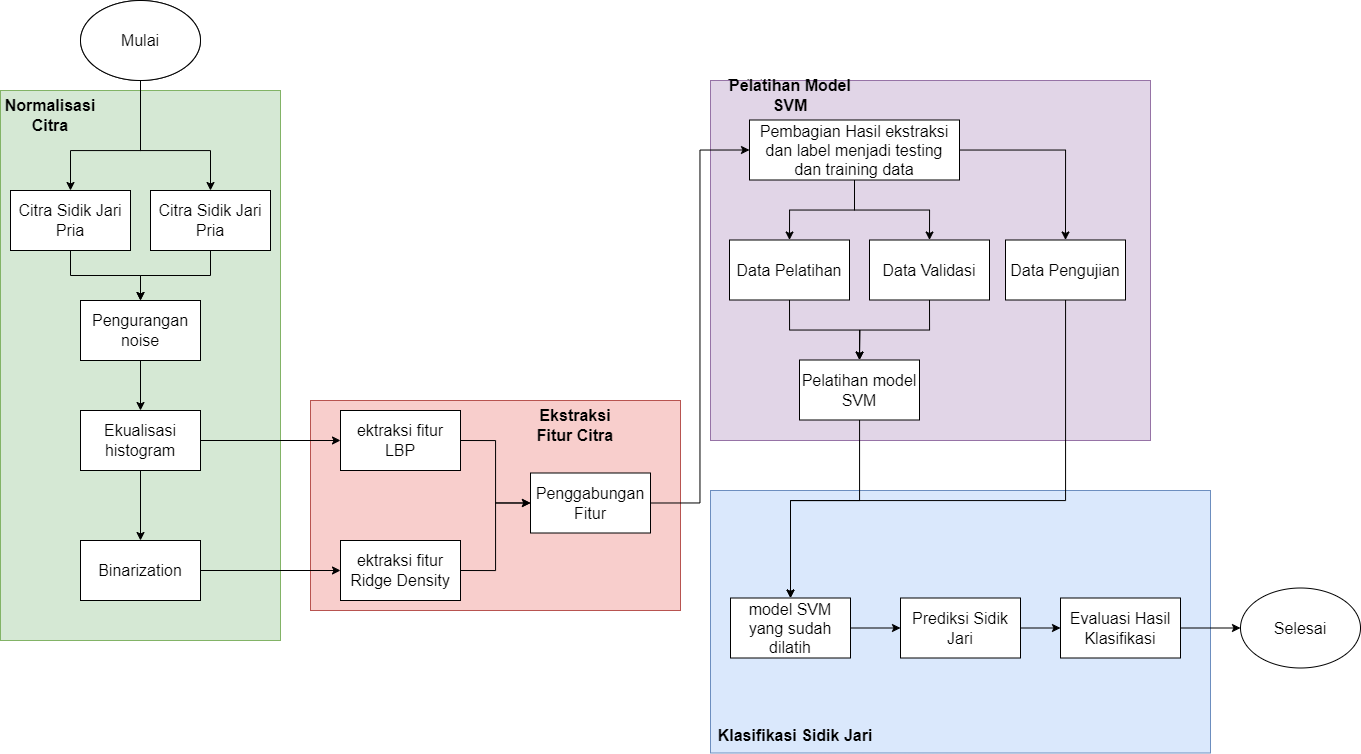 Mulai
Normalisasi
Citra
Citra Sidik Jari
Pria
Citra Sidik Jari
Pria
Pengurangan
noise
Ekualisasi
histogram
Binarization
Ekstraksi
Fitur Citra
ektraksi fitur
LBP
ektraksi fitur
Ridge Density
Penggabungan
Fitur
Pelatihan Model
SVM
Pembagian Hasil ekstraksi
dan label menjadi testing
dan training data
Data Pelatihan
Data Validasi
Data Pengujian
Pelatihan model
SVM
model SVM
yang sudah
dilatih
Prediksi Sidik
Jari
Evaluasi Hasil
Klasifikasi
Klasifikasi Sidik Jari
Selesai